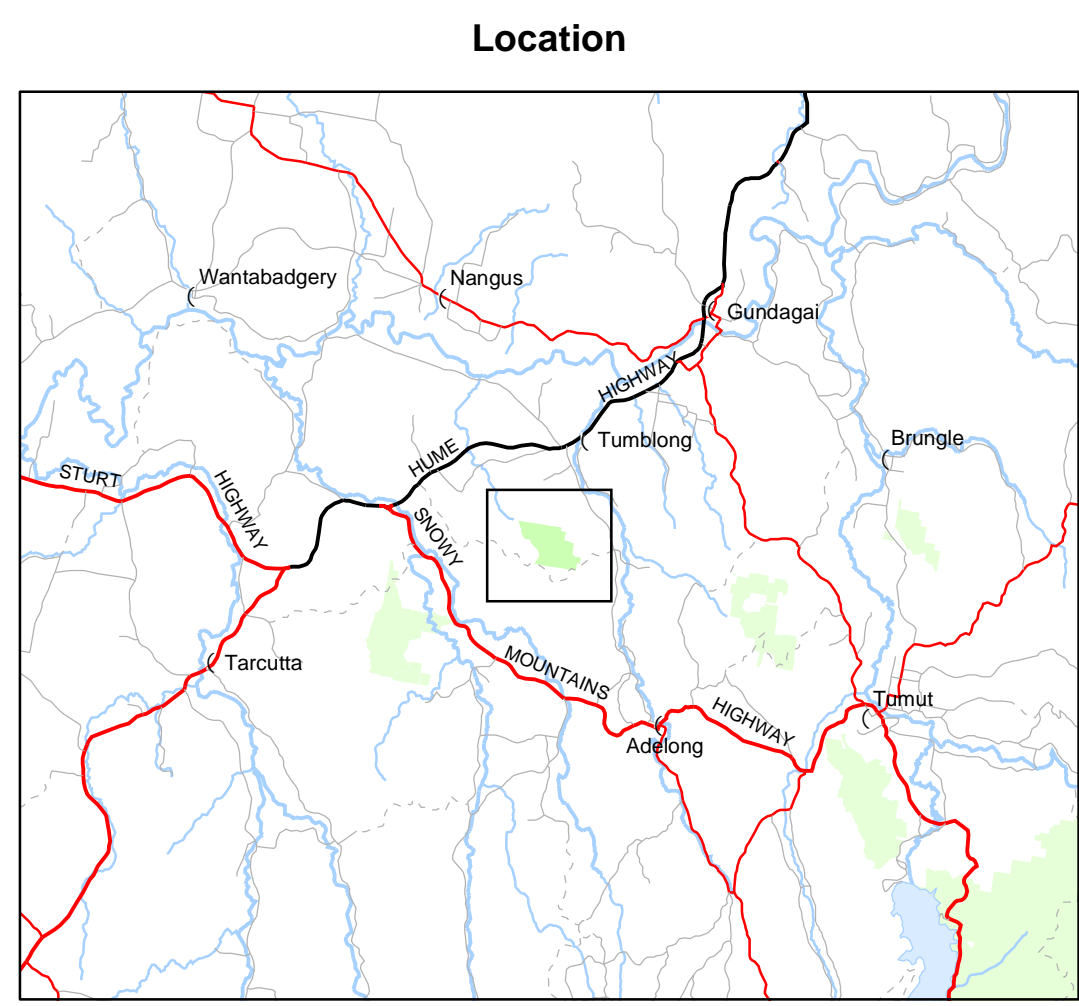 Location
Wantabadgery
Nangus
Gundagai
HIGHWAY
Tumblong
Brungle
HUME
STURT
HIGHWAY
SNOWY
Tarcutta
MOUNTAINS
HIGHWAY
Tumut
Adelong